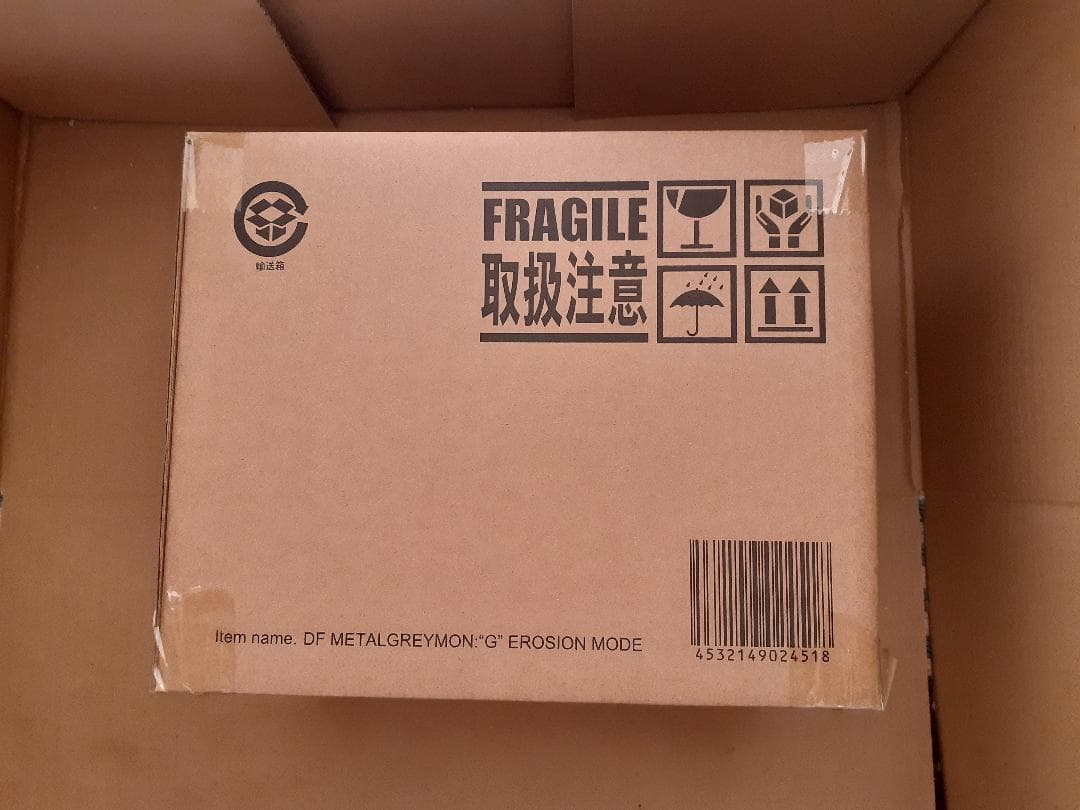 輸送箱
FRAGILE
取扱注意
Item name. DF METALGREYMON:“G” EROSION MODE
4532149024518